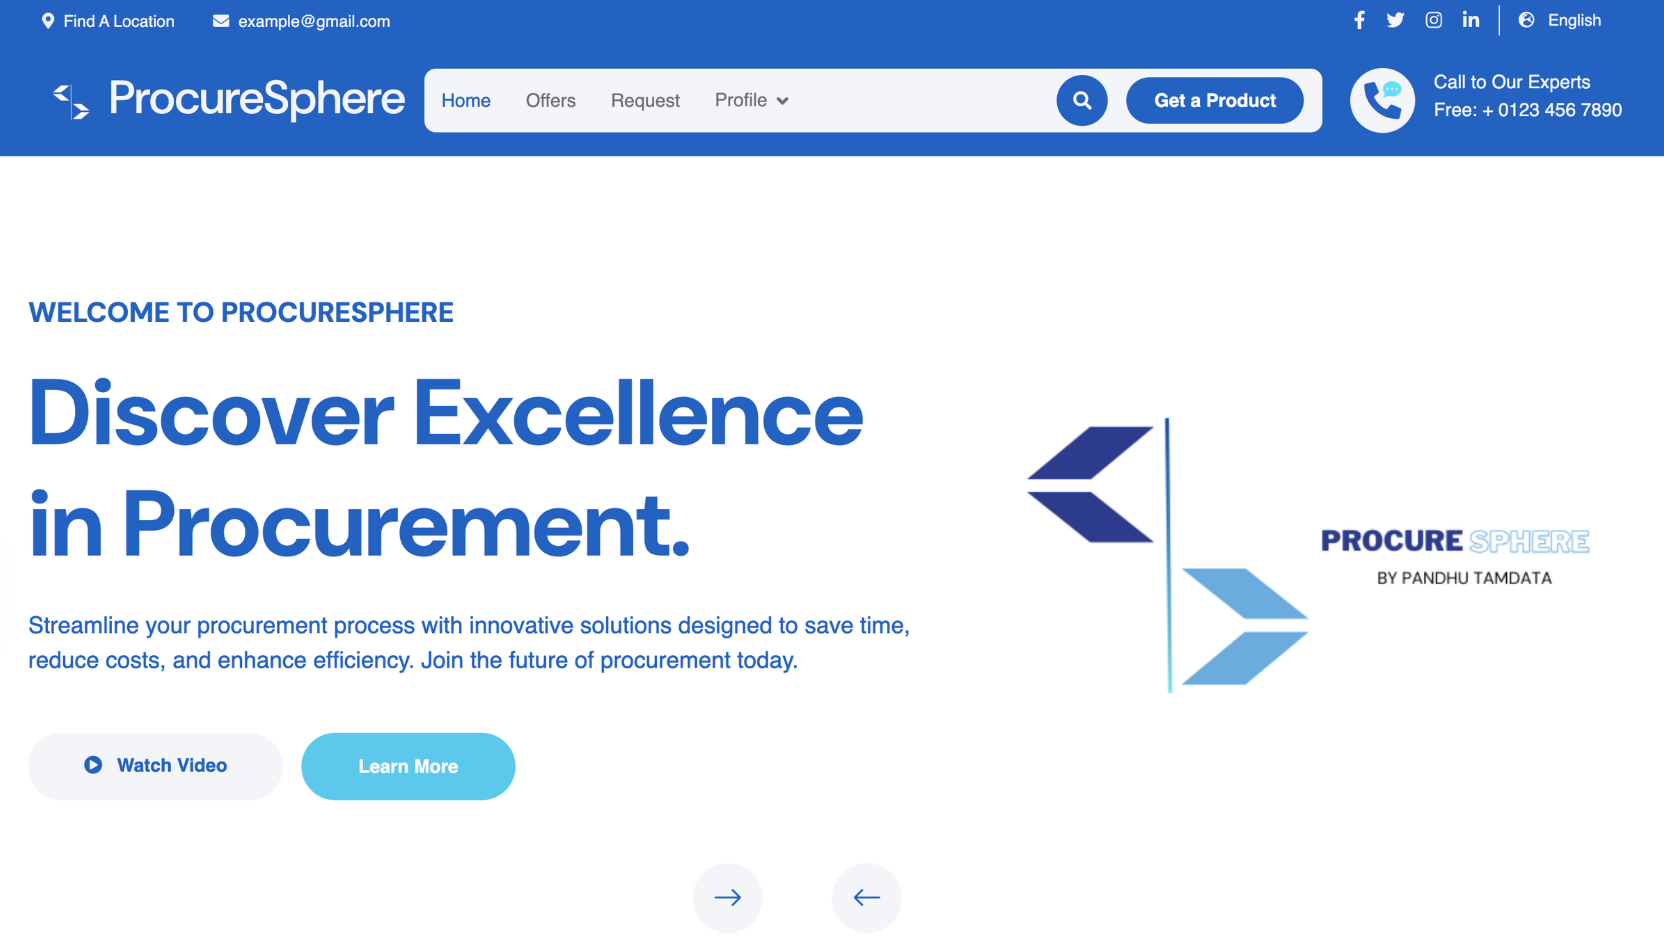 Find A Location
example@gmail.com
English
ProcureSphere
Home
Offers
Request
Profile
Get a Product
Call to Our Experts
Free: + 0123 456 7890
WELCOME TO PROCURESPHERE
Discover Excellence
in Procurement.
Streamline your procurement process with innovative solutions designed to save time,
reduce costs, and enhance efficiency. Join the future of procurement today.
Watch Video
Learn More
PROCURE SPHERE
BY PANDHU TAMDATA